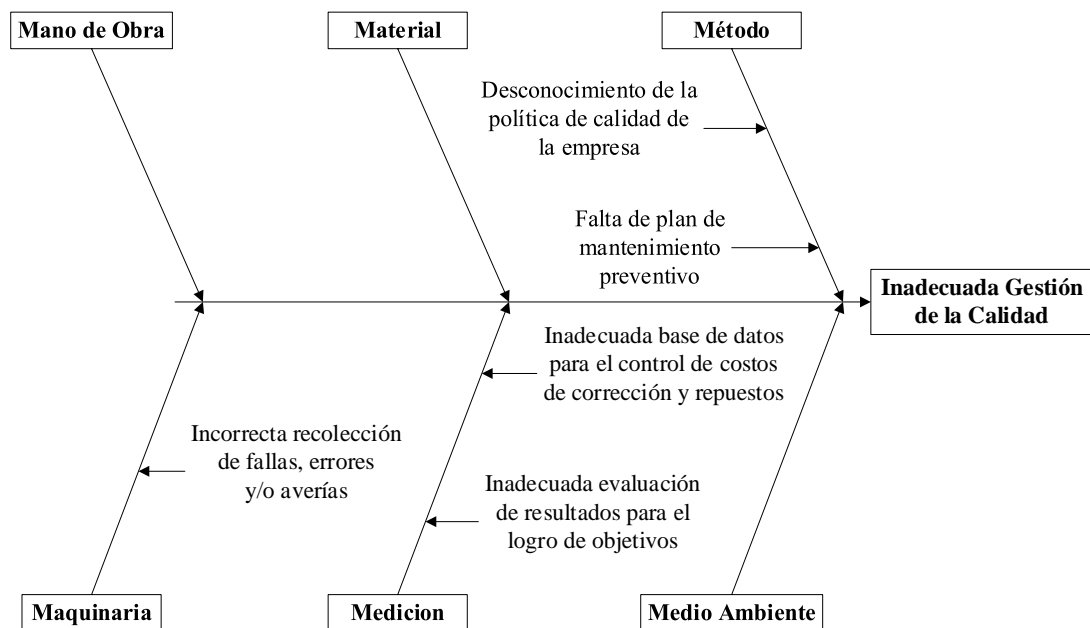 Mano de Obra
Material
Método
Desconocimiento de la
política de calidad de
la empresa
Falta de plan de
mantenimiento
preventivo
Inadecuada Gestión
de la Calidad
Inadecuada base de datos
para el control de costos
de corrección y repuestos
Incorrecta recolección
de fallas, errores
y/o averías
Inadecuada evaluación
de resultados para el
logro de objetivos
Maquinaria
Medicion
Medio Ambiente